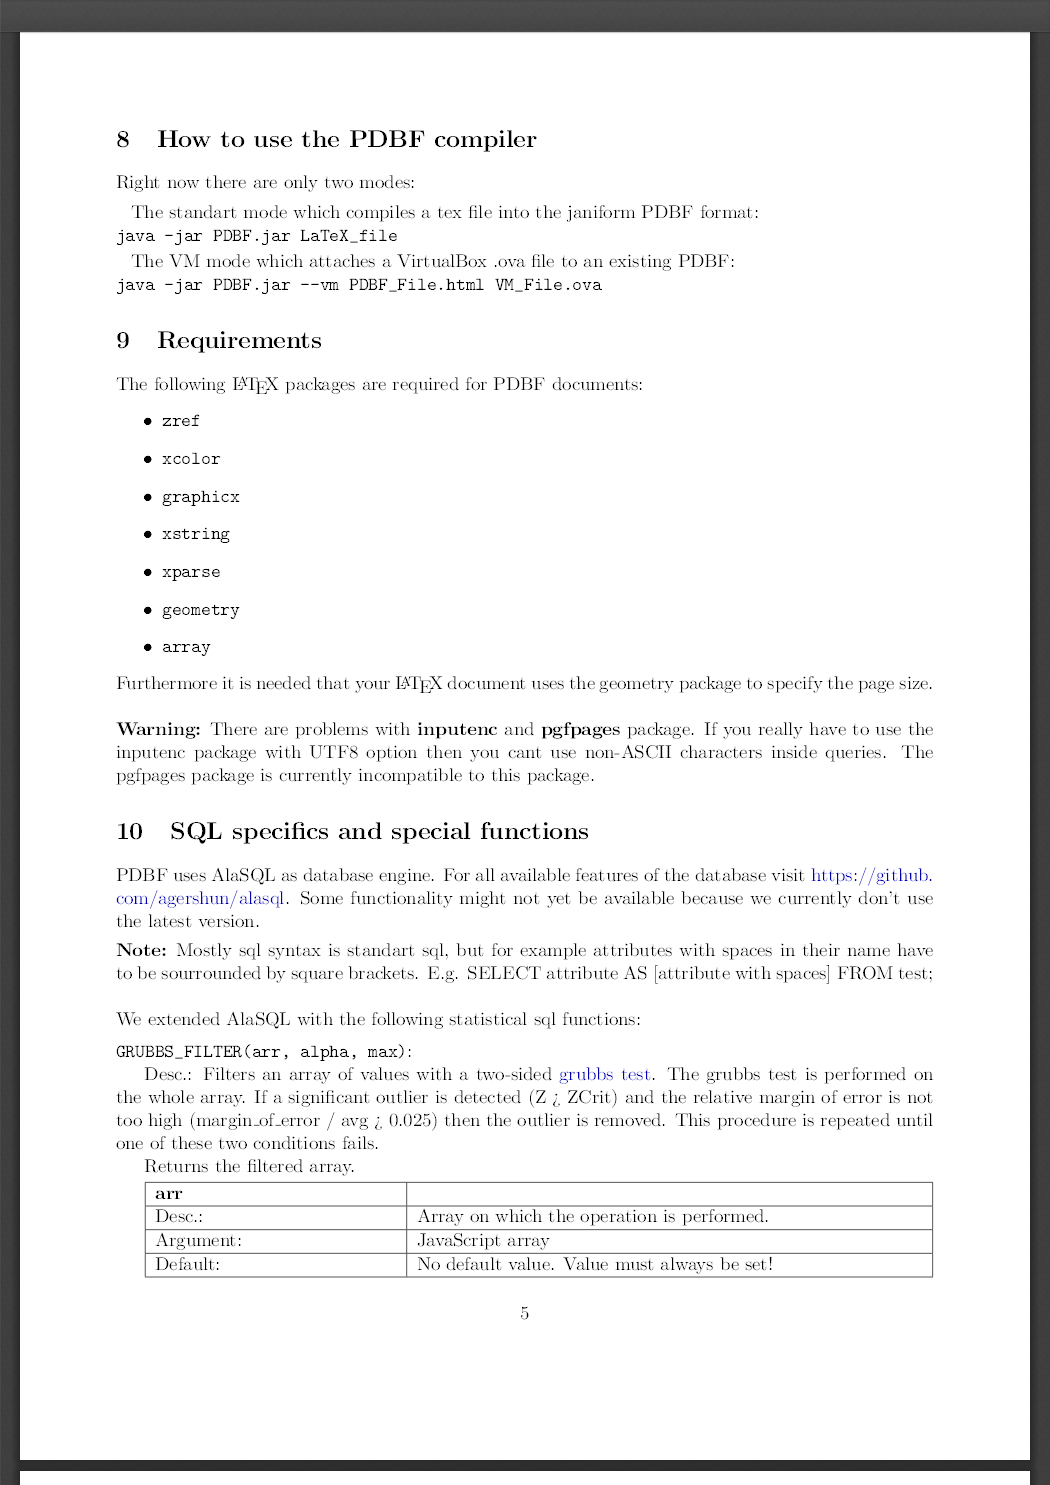 8 How to use the PDBF compiler
Right now there are only two modes:
The standart mode which compiles a tex file into the janiform PDBF format:
java -jar PDBF.jar LaTeX_file
The VM mode which attaches a VirtualBox .ova file to an existing PDBF:
java -jar PDBF.jar --vm PDBF_File.html VM_File.ova
9 Requirements
The following LATEX packages are required for PDBF documents:
• zref
• xcolor
• graphicx
• xstring
• xparse
• geometry
• array
Furthermore it is needed that your LATEX document uses the geometry package to specify the page size.
Warning: There are problems with inputenc and pgfpages package. If you really have to use the
inputenc package with UTF8 option then you cant use non-ASCII characters inside queries. The
pgfpages package is currently incompatible to this package.
10 SQL specifics and special functions
PDBF uses AlaSQL as database engine. For all available features of the database visit https://github.
com/agershun/alasql. Some functionality might not yet be available because we currently don't use
the latest version.
Note: Mostly sql syntax is standart sql, but for example attributes with spaces in their name have
to be sourrounded by square brackets. E.g. SELECT attribute AS [attribute with spaces] FROM test;
We extended AlaSQL with the following statistical sql functions:
GRUBBS_FILTER(arr, alpha, max):
Desc.: Filters an array of values with a two-sided grubbs test. The grubbs test is performed on
the whole array. If a significant outlier is detected (Z ¿ ZCrit) and the relative margin of error is not
too high (margin_of_error / avg ¿ 0.025) then the outlier is removed. This procedure is repeated until
one of these two conditions fails.
Returns the filtered array.
arr
Desc.: Array on which the operation is performed.
Argument: JavaScript array
Default: No default value. Value must always be set!
5